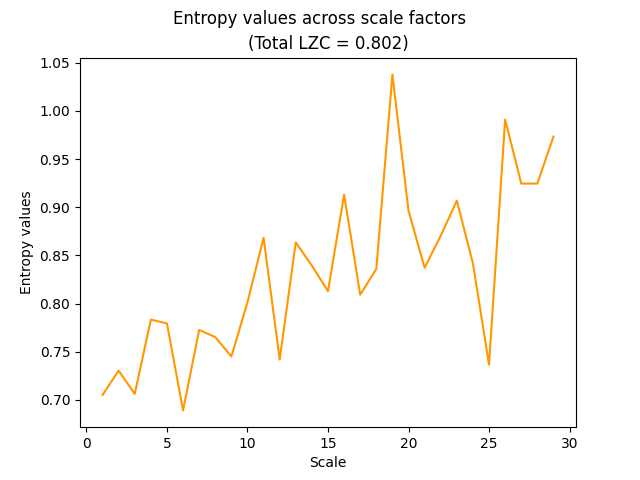 Entropy values across scale factors
(Total LZC = 0.802)
1.05
1.00
0.95
0.90
0.85
0.80
0.75
0.70
Entropy values
0 5 10 15 20 25 30
Scale